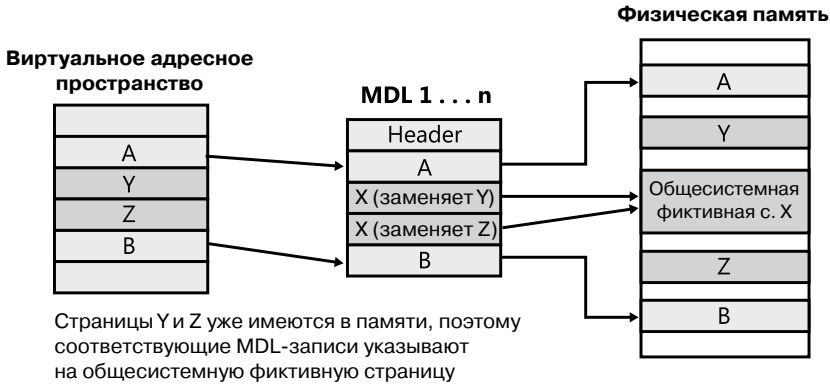 Физическая память
Виртуальное адресное
пространство
MDL 1 . . . n
A
Y
Z
B
Header
A
X (заменяет Y)
X (заменяет Z)
B
A
Y
Общесистемная
фиктивная с. X
Z
B
Страницы Y и Z уже имеются в памяти, поэтому
соответствующие MDL-записи указывают
на общесистемную фиктивную страницу